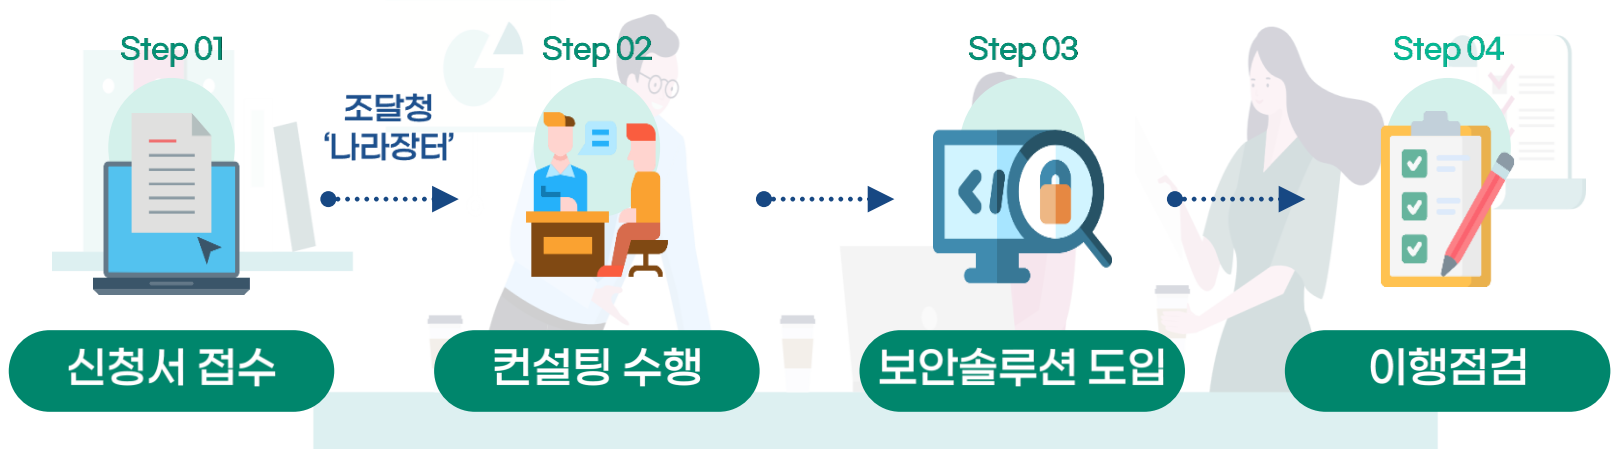 Step 01
Step 02
Step 03
Step 04
조달청
‘나라장터’
신청서 접수
컨설팅 수행
보안솔루션 도입
이행점검